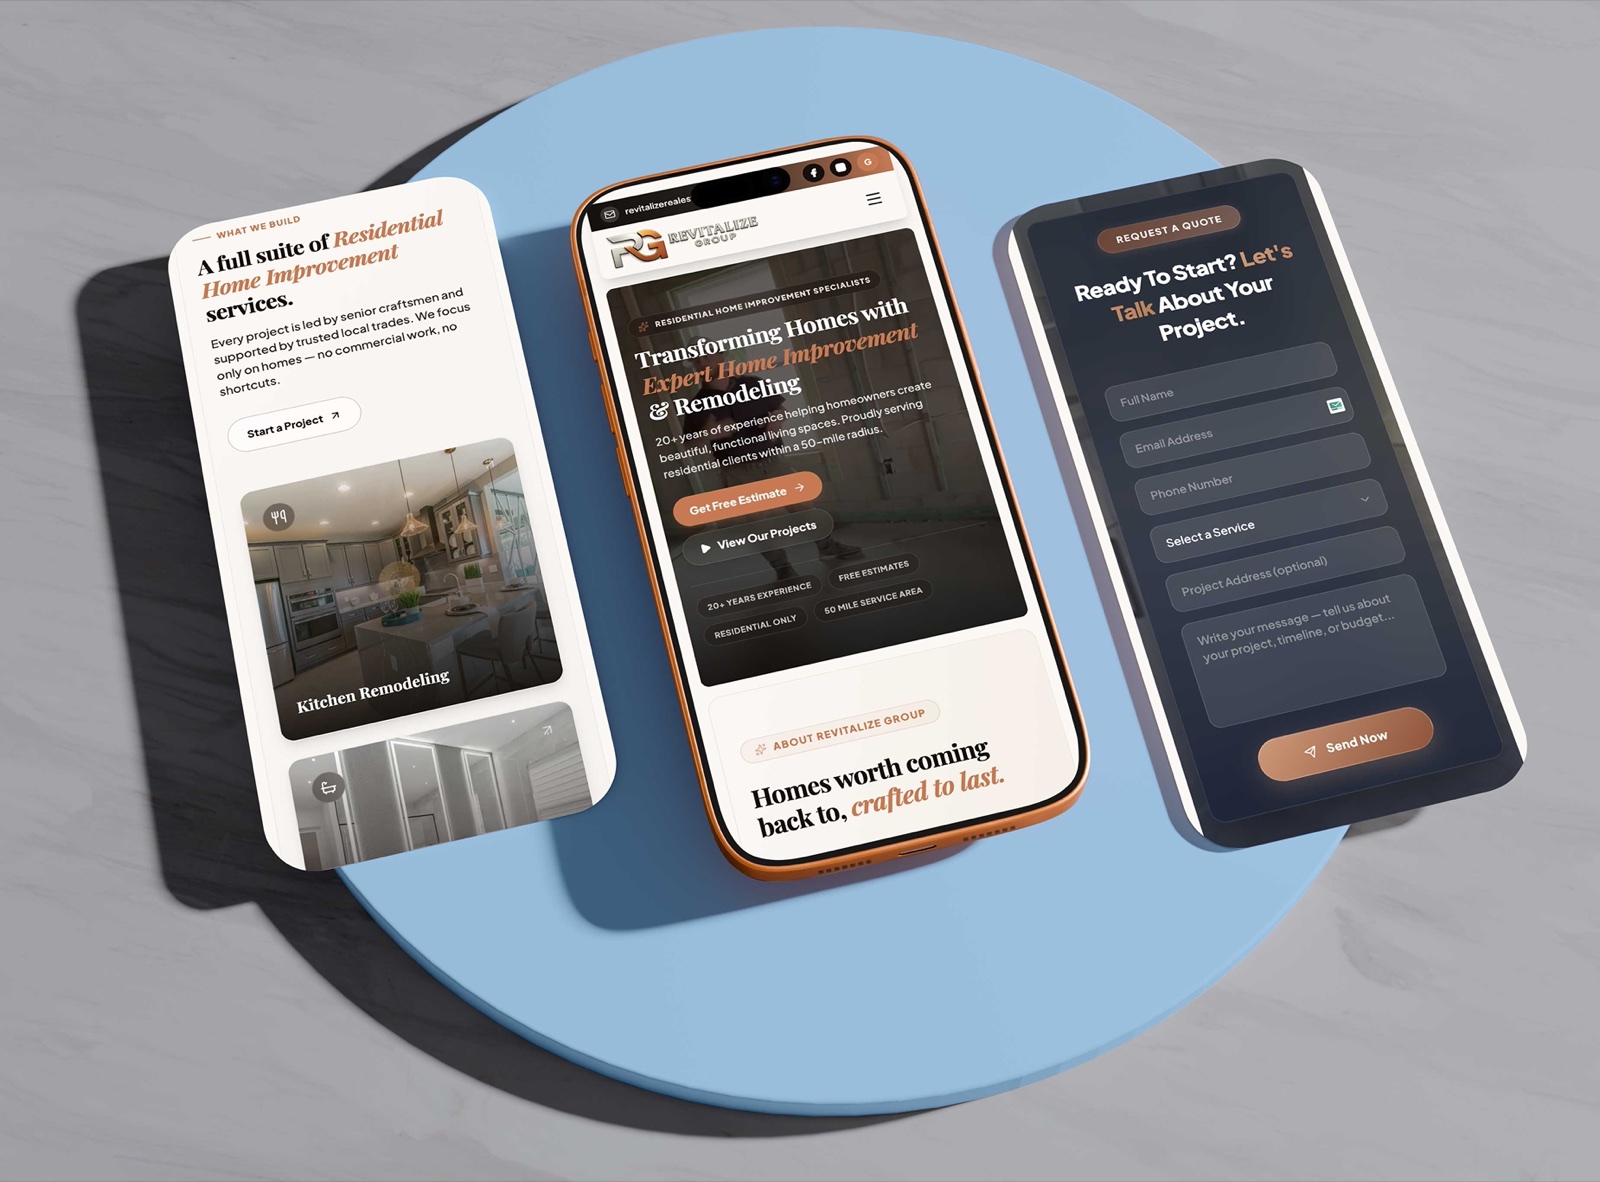 WHAT WE BUILD
A full suite of Residential
Home Improvement
services.
Every project is led by senior craftsmen and
supported by trusted local trades. We focus
only on homes — no commercial work, no
shortcuts.
Start a Project
Kitchen Remodeling
revitalizereales
G
RG REVITALIZE
GROUP
RESIDENTIAL HOME IMPROVEMENT SPECIALISTS
Transforming Homes with
Expert Home Improvement
& Remodeling
20+ years of experience helping homeowners create
beautiful, functional living spaces. Proudly serving
residential clients within a 50-mile radius.
Get Free Estimate
View Our Projects
20+ YEARS EXPERIENCE
FREE ESTIMATES
RESIDENTIAL ONLY
50 MILE SERVICE AREA
ABOUT REVITALIZE GROUP
Homes worth coming
back to, crafted to last.
REQUEST A QUOTE
Ready To Start? Let's
Talk About Your
Project.
Full Name
Email Address
Phone Number
Select a Service
Project Address (optional)
Write your message — tell us about
your project, timeline, or budget...
Send Now